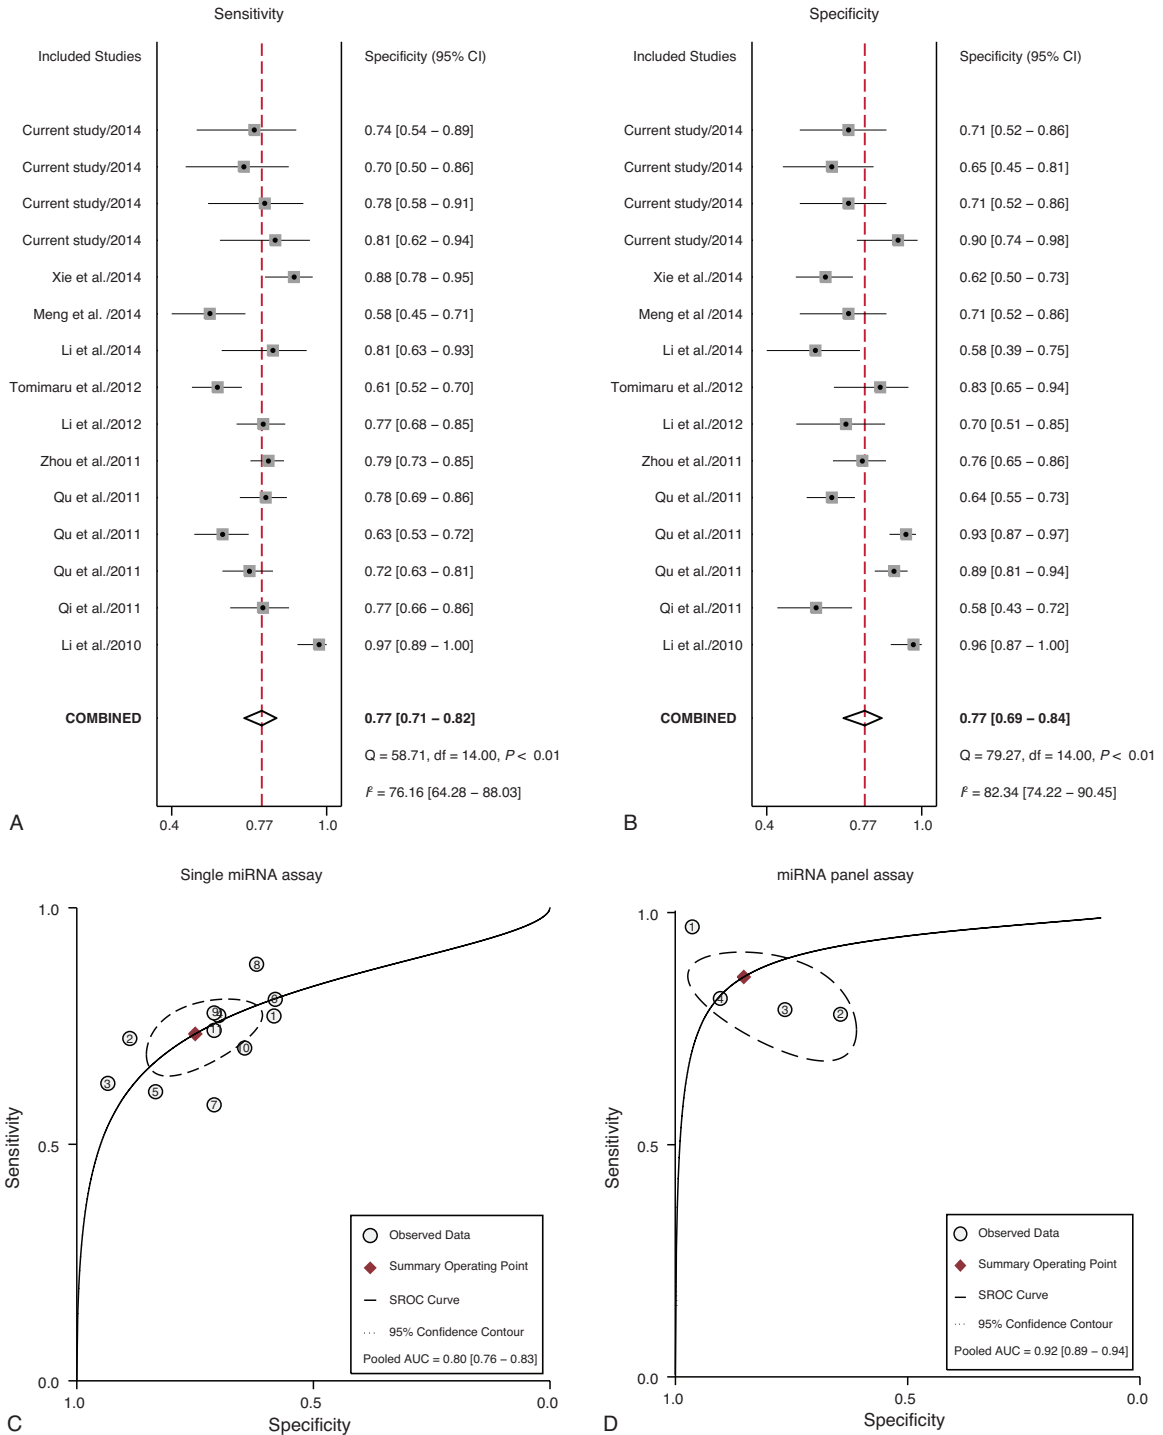 Sensitivity
Included Studies Specificity (95% CI)
Current study/2014 0.74 [0.54 – 0.89]
Current study/2014 0.70 [0.50 – 0.86]
Current study/2014 0.78 [0.58 – 0.91]
Current study/2014 0.81 [0.62 – 0.94]
Xie et al./2014 0.88 [0.78 – 0.95]
Meng et al. /2014 0.58 [0.45 – 0.71]
Li et al./2014 0.81 [0.63 – 0.93]
Tomimaru et al./2012 0.61 [0.52 – 0.70]
Li et al./2012 0.77 [0.68 – 0.85]
Zhou et al./2011 0.79 [0.73 – 0.85]
Qu et al./2011 0.78 [0.69 – 0.86]
Qu et al./2011 0.63 [0.53 – 0.72]
Qu et al./2011 0.72 [0.63 – 0.81]
Qi et al./2011 0.77 [0.66 – 0.86]
Li et al./2010 0.97 [0.89 – 1.00]
COMBINED 0.77 [0.71 – 0.82]
Q = 58.71, df = 14.00, P < 0.01
I² = 76.16 [64.28 – 88.03]
A
0.4 0.77 1.0
Specificity
Included Studies Specificity (95% CI)
Current study/2014 0.71 [0.52 – 0.86]
Current study/2014 0.65 [0.45 – 0.81]
Current study/2014 0.71 [0.52 – 0.86]
Current study/2014 0.90 [0.74 – 0.98]
Xie et al./2014 0.62 [0.50 – 0.73]
Meng et al /2014 0.71 [0.52 – 0.86]
Li et al./2014 0.58 [0.39 – 0.75]
Tomimaru et al./2012 0.83 [0.65 – 0.94]
Li et al./2012 0.70 [0.51 – 0.85]
Zhou et al./2011 0.76 [0.65 – 0.86]
Qu et al./2011 0.64 [0.55 – 0.73]
Qu et al./2011 0.93 [0.87 – 0.97]
Qu et al./2011 0.89 [0.81 – 0.94]
Qi et al./2011 0.58 [0.43 – 0.72]
Li et al./2010 0.96 [0.87 – 1.00]
COMBINED 0.77 [0.69 – 0.84]
Q = 79.27, df = 14.00, P < 0.01
I² = 82.34 [74.22 – 90.45]
B
0.4 0.77 1.0
Single miRNA assay
1.0
8
9
1
11
2
10
3
5
7
0.5
Sensitivity
Observed Data
Summary Operating Point
SROC Curve
95% Confidence Contour
Pooled AUC = 0.80 [0.76 – 0.83]
0.0
1.0 0.5 0.0
Specificity
C
miRNA panel assay
1.0
1
4
3
2
0.5
Sensitivity
Observed Data
Summary Operating Point
SROC Curve
95% Confidence Contour
Pooled AUC = 0.92 [0.89 – 0.94]
0.0
1.0 0.5 0.0
Specificity
D